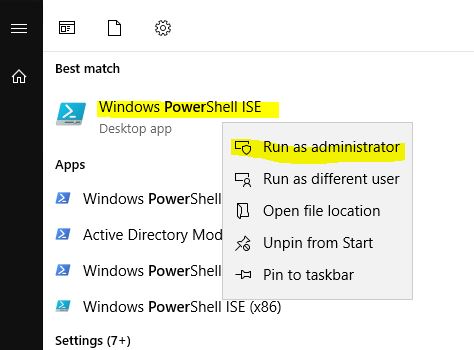 Best match
Windows PowerShell ISE
Desktop app
Run as administrator
Run as different user
Open file location
Unpin from Start
Pin to taskbar
Apps
Windows PowerShell
Active Directory Mod
Windows PowerShell
Windows PowerShell ISE (x86)
Settings (7+)